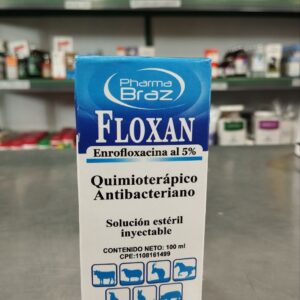 Pharma
Braz
FLOXAN
Enrofloxacina al 5%
Quimioterápico
Antibacteriano
Solución estéril
inyectable
CONTENIDO NETO: 100 ml
CPE:1108161499